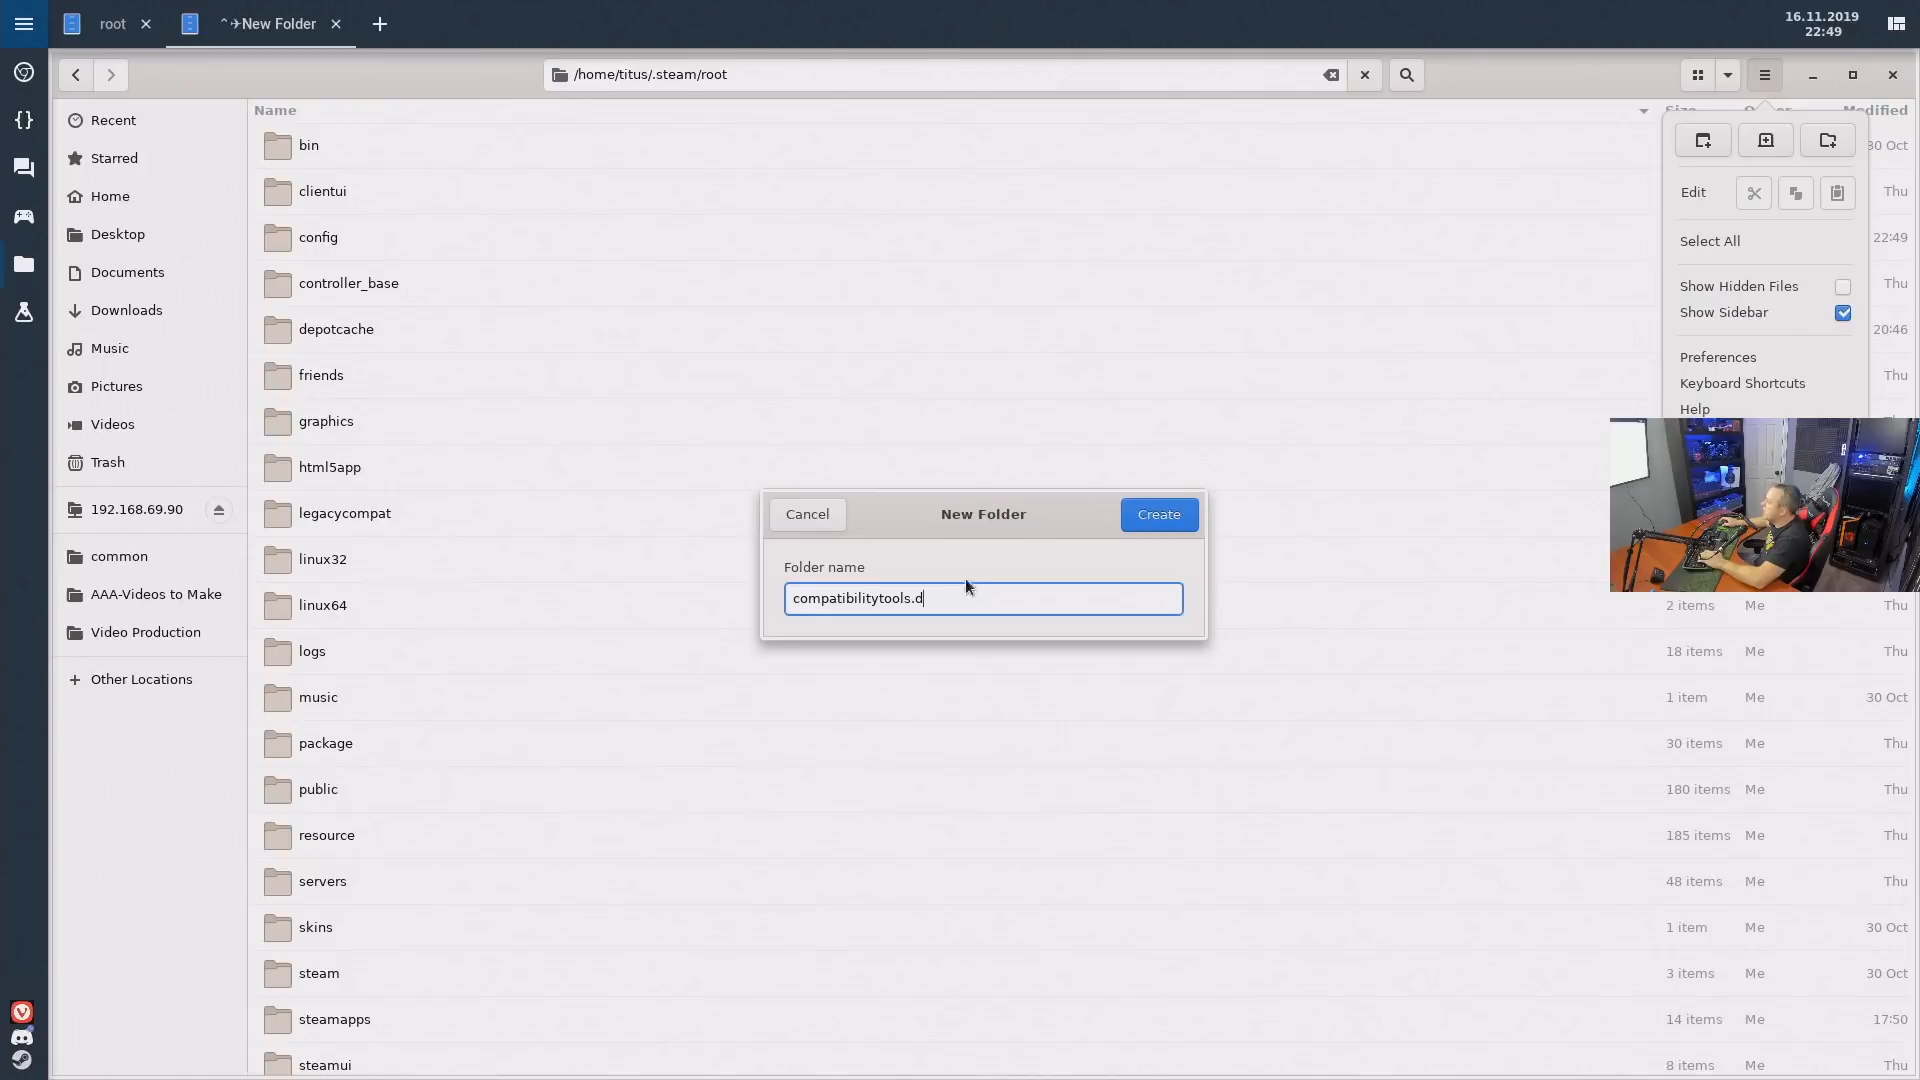 root
^✈New Folder
16.11.2019
22:49
/home/titus/.steam/root
Recent
Starred
Home
Desktop
Documents
Downloads
Music
Pictures
Videos
Trash
192.168.69.90
common
AAA-Videos to Make
Video Production
Other Locations
Name
Size
Modified
bin 30 Oct
clientui Thu
config 22:49
controller_base Thu
depotcache 20:46
friends Thu
graphics
html5app
legacycompat
linux32
linux64 2 items Me Thu
logs 18 items Me Thu
music 1 item Me 30 Oct
package 30 items Me Thu
public 180 items Me Thu
resource 185 items Me Thu
servers 48 items Me Thu
skins 1 item Me 30 Oct
steam 3 items Me 30 Oct
steamapps 14 items Me 17:50
steamui 8 items Me Thu
Edit
Select All
Show Hidden Files
Show Sidebar
Preferences
Keyboard Shortcuts
Help
Cancel
New Folder
Create
Folder name
compatibilitytools.d